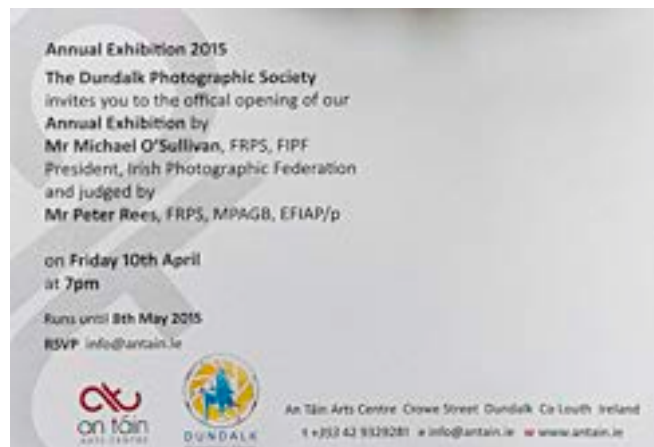 Annual Exhibition 2015
The Dundalk Photographic Society
invites you to the offical opening of our
Annual Exhibition by
Mr Michael O'Sullivan, FRPS, FIPF
President, Irish Photographic Federation
and judged by
Mr Peter Rees, FRPS, MPAGB, EFIAP/p
on Friday 10th April
at 7pm
Runs until 8th May 2015
RSVP info@antain.ie
an táin
ARTS CENTRE
DUNDALK
An Táin Arts Centre Crowe Street Dundalk Co Louth Ireland
t +353 42 9329281 e info@antain.ie w www.antain.ie